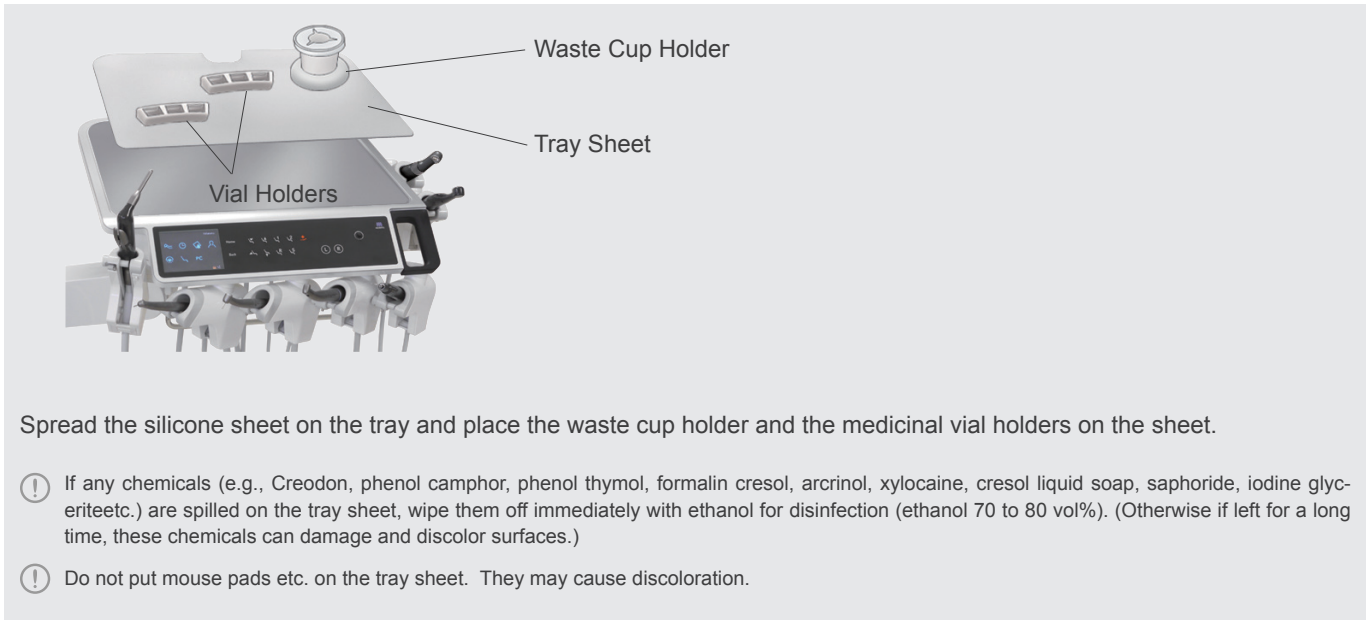 Waste Cup Holder
Tray Sheet
Vial Holders
Spread the silicone sheet on the tray and place the waste cup holder and the medicinal vial holders on the sheet.
If any chemicals (e.g., Creodon, phenol camphor, phenol thymol, formalin cresol, arcrinol, xylocaine, cresol liquid soap, saphoride, iodine glyc-
eriteetc.) are spilled on the tray sheet, wipe them off immediately with ethanol for disinfection (ethanol 70 to 80 vol%). (Otherwise if left for a long
time, these chemicals can damage and discolor surfaces.)
Do not put mouse pads etc. on the tray sheet.  They may cause discoloration.